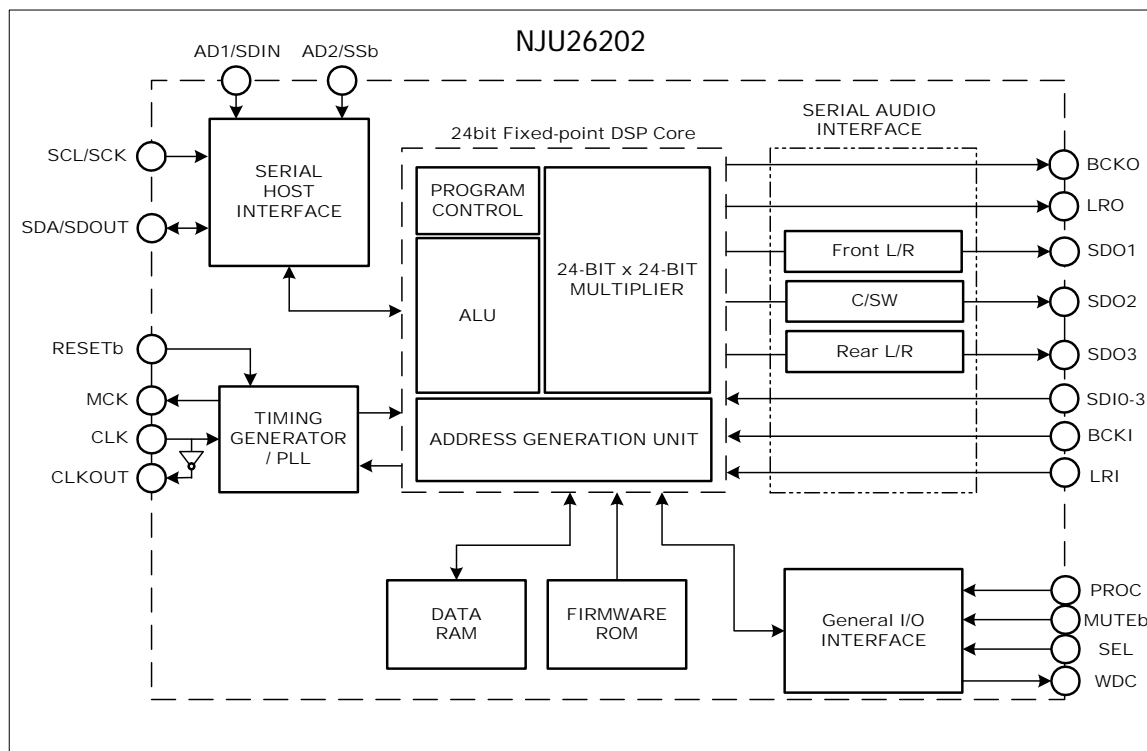 NJU26202
AD1/SDIN
AD2/SSb
SCL/SCK
SDA/SDOUT
SERIAL
HOST
INTERFACE
24bit Fixed-point DSP Core
PROGRAM
CONTROL
ALU
24-BIT x 24-BIT
MULTIPLIER
ADDRESS GENERATION UNIT
SERIAL AUDIO
INTERFACE
Front L/R
C/SW
Rear L/R
BCKO
LRO
SDO1
SDO2
SDO3
SDI0-3
BCKI
LRI
RESETb
MCK
CLK
CLKOUT
TIMING
GENERATOR
/ PLL
DATA
RAM
FIRMWARE
ROM
General I/O
INTERFACE
PROC
MUTEb
SEL
WDC